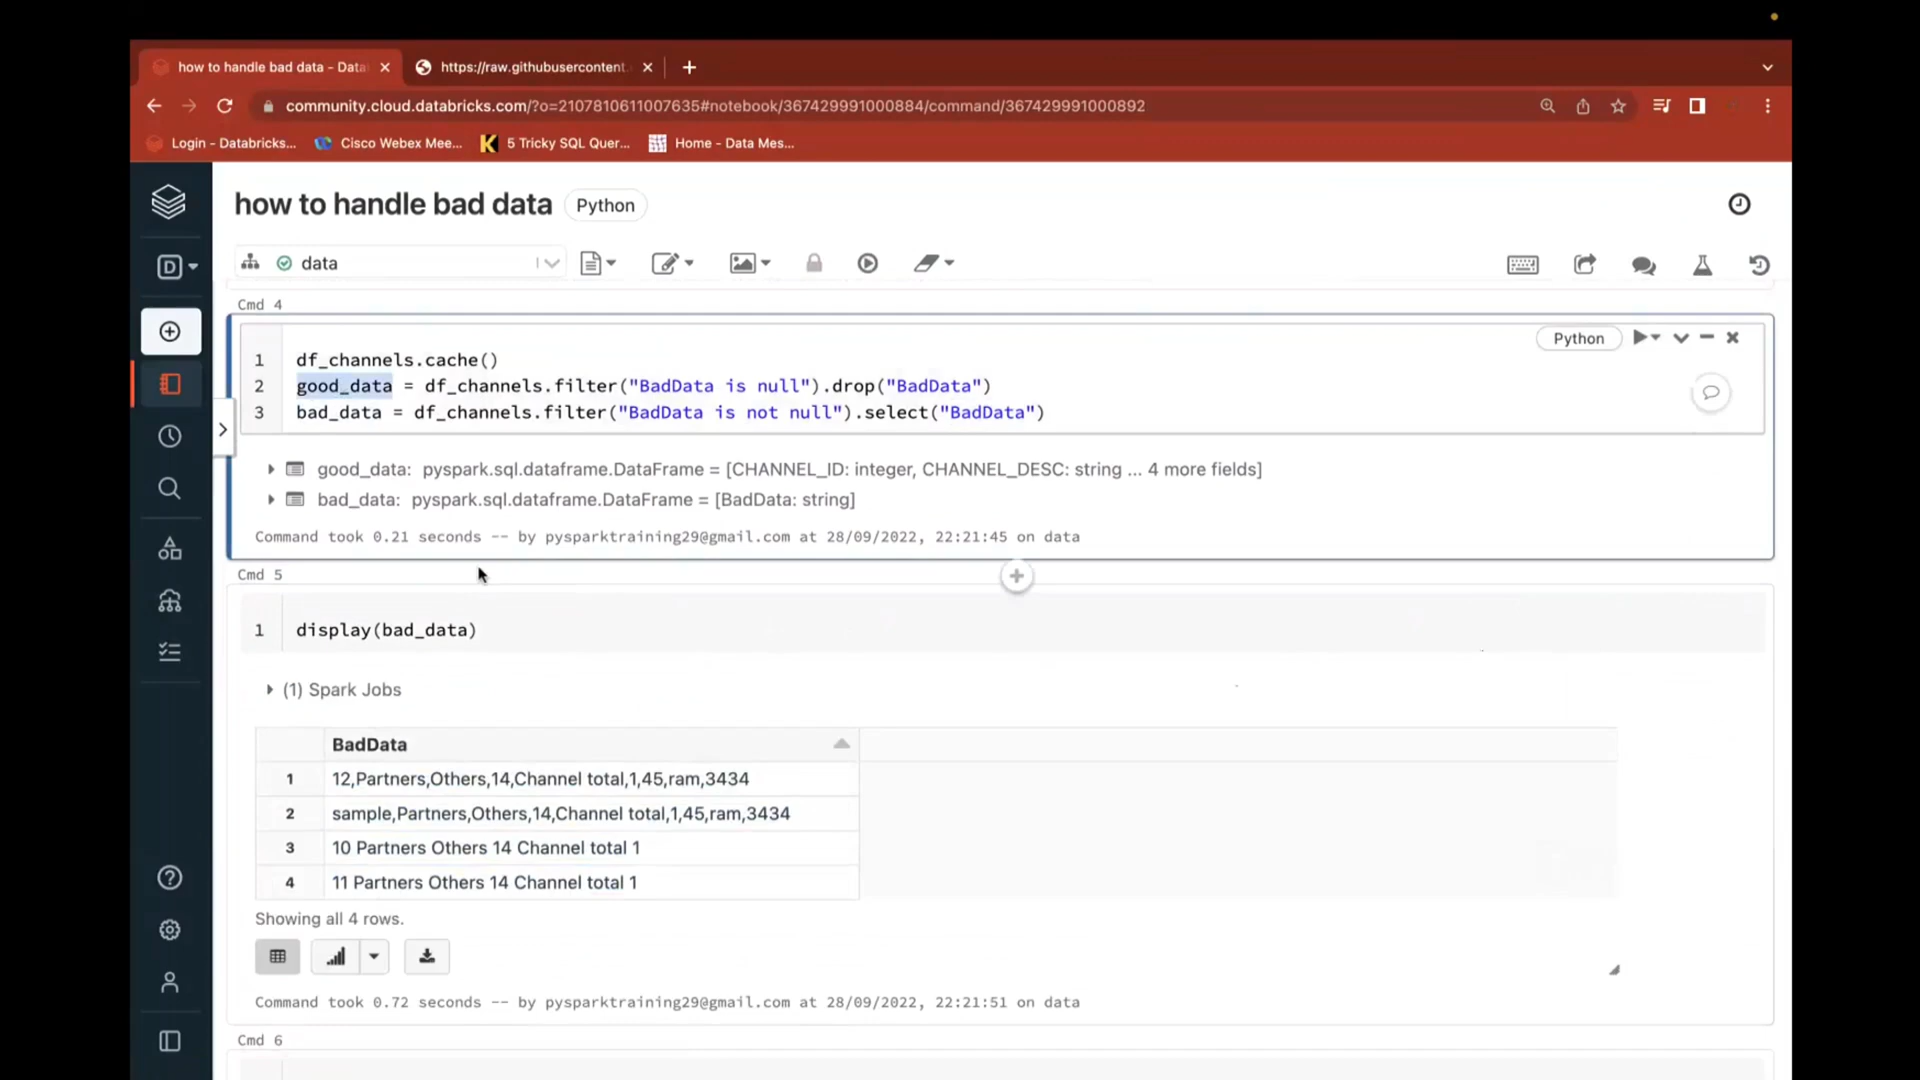 how to handle bad data - Data
https://raw.githubusercontent.
community.cloud.databricks.com/?o=2107810611007635#notebook/367429991000884/command/367429991000892
Login - Databricks...
Cisco Webex Mee...
5 Tricky SQL Quer...
Home - Data Mes...
how to handle bad data
Python
D
data
Cmd 4
Python
1 df_channels.cache()
2 good_data = df_channels.filter("BadData is null").drop("BadData")
3 bad_data = df_channels.filter("BadData is not null").select("BadData")
good_data: pyspark.sql.dataframe.DataFrame = [CHANNEL_ID: integer, CHANNEL_DESC: string ... 4 more fields]
bad_data: pyspark.sql.dataframe.DataFrame = [BadData: string]
Command took 0.21 seconds -- by pysparktraining29@gmail.com at 28/09/2022, 22:21:45 on data
Cmd 5
1 display(bad_data)
(1) Spark Jobs
BadData
1 12,Partners,Others,14,Channel total,1,45,ram,3434
2 sample,Partners,Others,14,Channel total,1,45,ram,3434
3 10 Partners Others 14 Channel total 1
4 11 Partners Others 14 Channel total 1
Showing all 4 rows.
Command took 0.72 seconds -- by pysparktraining29@gmail.com at 28/09/2022, 22:21:51 on data
Cmd 6